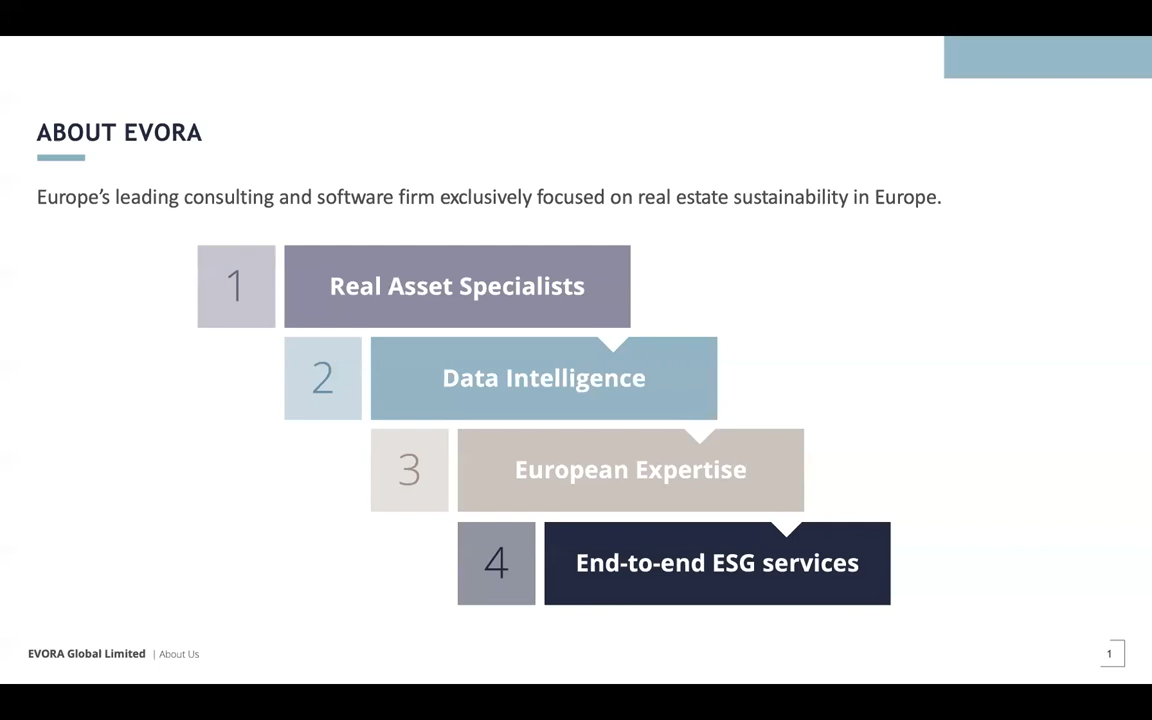 ABOUT EVORA
Europe’s leading consulting and software firm exclusively focused on real estate sustainability in Europe.
1
Real Asset Specialists
2
Data Intelligence
3
European Expertise
4
End-to-end ESG services
EVORA Global Limited | About Us
1